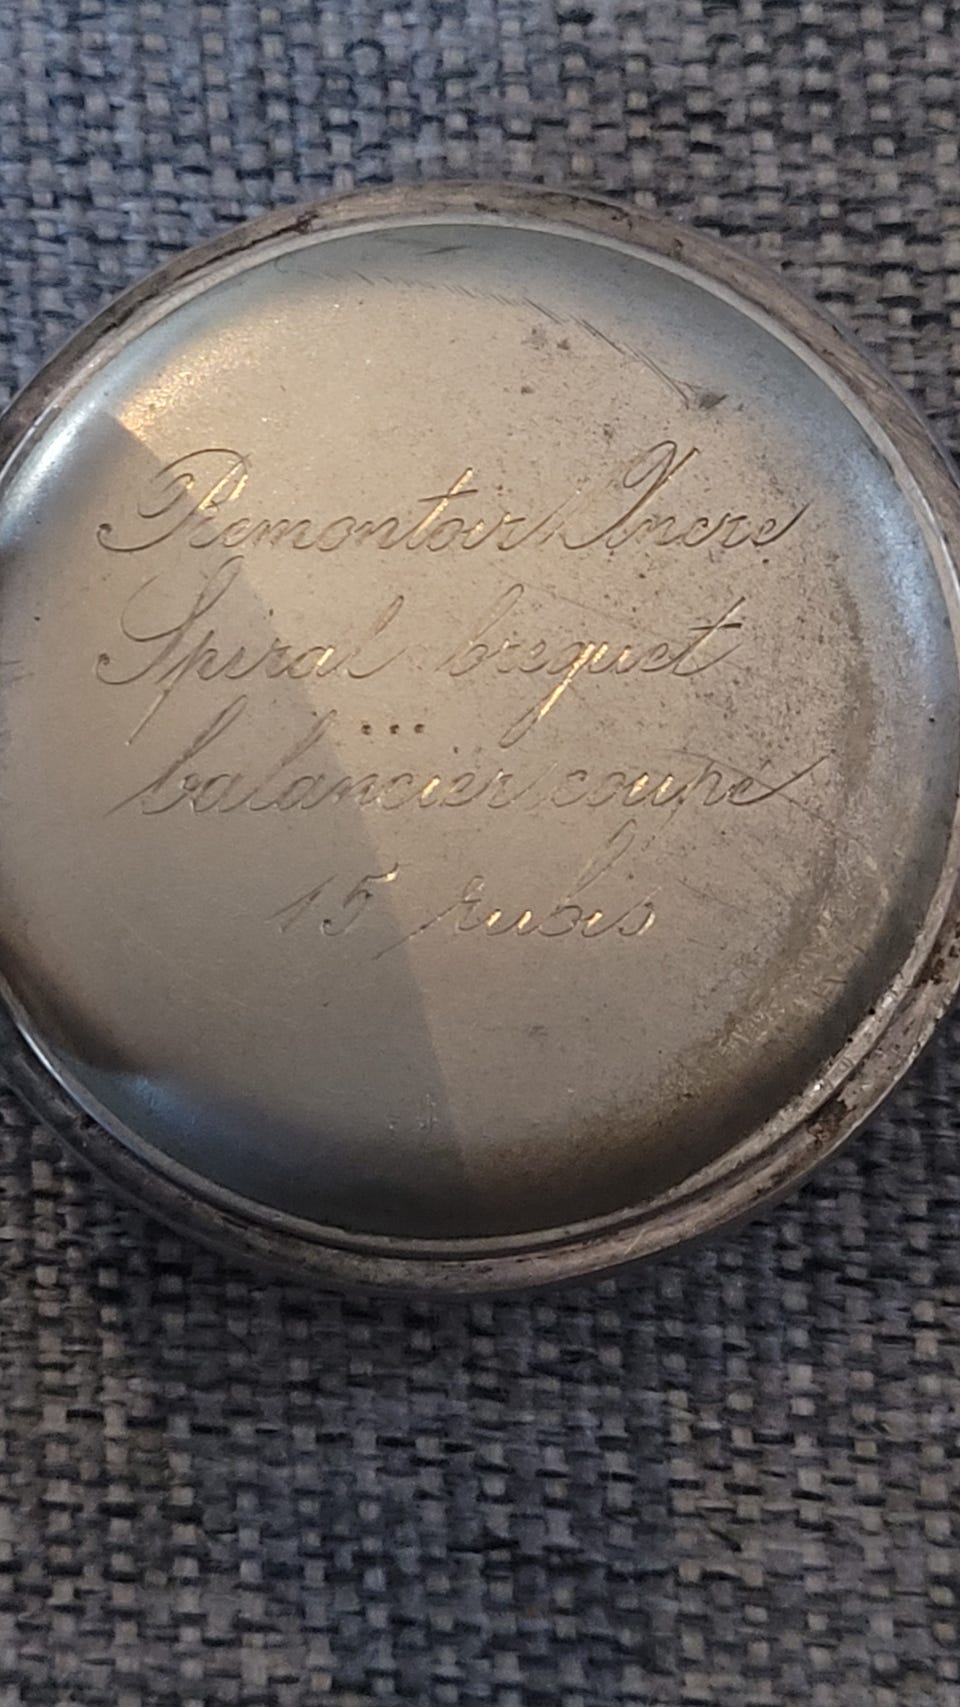 Remontoir Ancre
Spiral breguet
balancier coupé
15 rubis